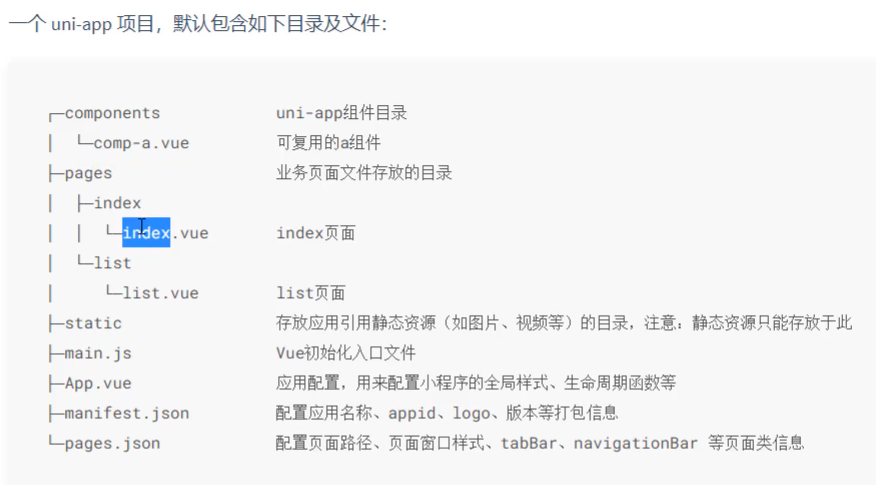 一个 uni-app 项目，默认包含如下目录及文件：
┌─components uni-app组件目录
│ └─comp-a.vue 可复用的a组件
├─pages 业务页面文件存放的目录
│ ├─index
│ │ └─index.vue index页面
│ └─list
│ └─list.vue list页面
├─static 存放应用引用静态资源（如图片、视频等）的目录，注意：静态资源只能存放于此
├─main.js Vue初始化入口文件
├─App.vue 应用配置，用来配置小程序的全局样式、生命周期函数等
├─manifest.json 配置应用名称、appid、logo、版本等打包信息
└─pages.json 配置页面路径、页面窗口样式、tabBar、navigationBar 等页面类信息